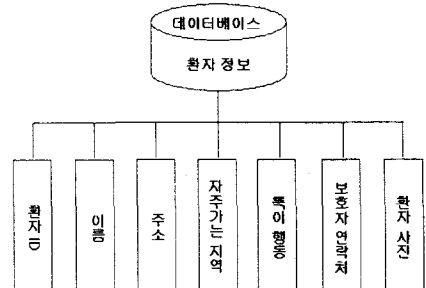 데이터베이스
환자 정보
환자 ID
이름
주소
자주가는 지역
특이 행동
보호자 연락처
환자 사진